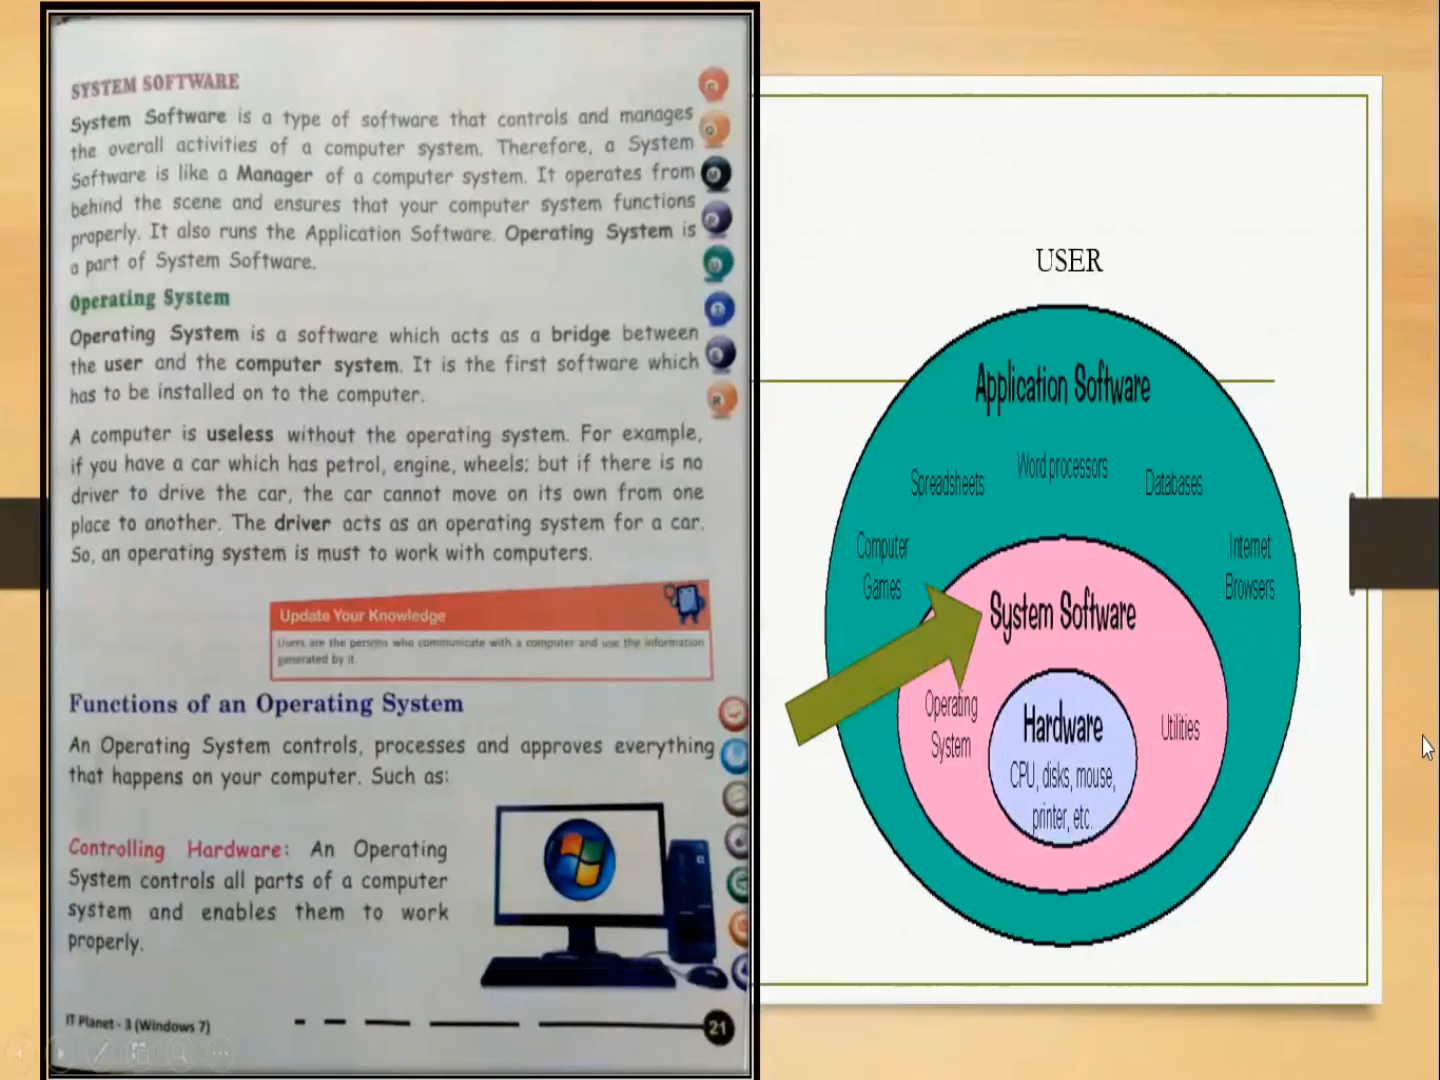 SYSTEM SOFTWARE
System Software is a type of software that controls and manages
the overall activities of a computer system. Therefore, a System
Software is like a Manager of a computer system. It operates from
behind the scene and ensures that your computer system functions
properly. It also runs the Application Software. Operating System is
a part of System Software.
Operating System
Operating System is a software which acts as a bridge between
the user and the computer system. It is the first software which
has to be installed on to the computer.
A computer is useless without the operating system. For example,
if you have a car which has petrol, engine, wheels; but if there is no
driver to drive the car, the car cannot move on its own from one
place to another. The driver acts as an operating system for a car.
So, an operating system is must to work with computers.
Update Your Knowledge
Users are the persons who communicate with a computer and use the information
generated by it.
Functions of an Operating System
An Operating System controls, processes and approves everything
that happens on your computer. Such as:
Controlling Hardware: An Operating
System controls all parts of a computer
system and enables them to work
properly.
IT Planet - 3 (Windows 7)
21
C
O
M
P
U
T
E
R
USER
Application Software
Spreadsheets
Word processors
Databases
Computer
Games
Internet
Browsers
System Software
Operating
System
Utilities
Hardware
CPU, disks, mouse,
printer, etc.